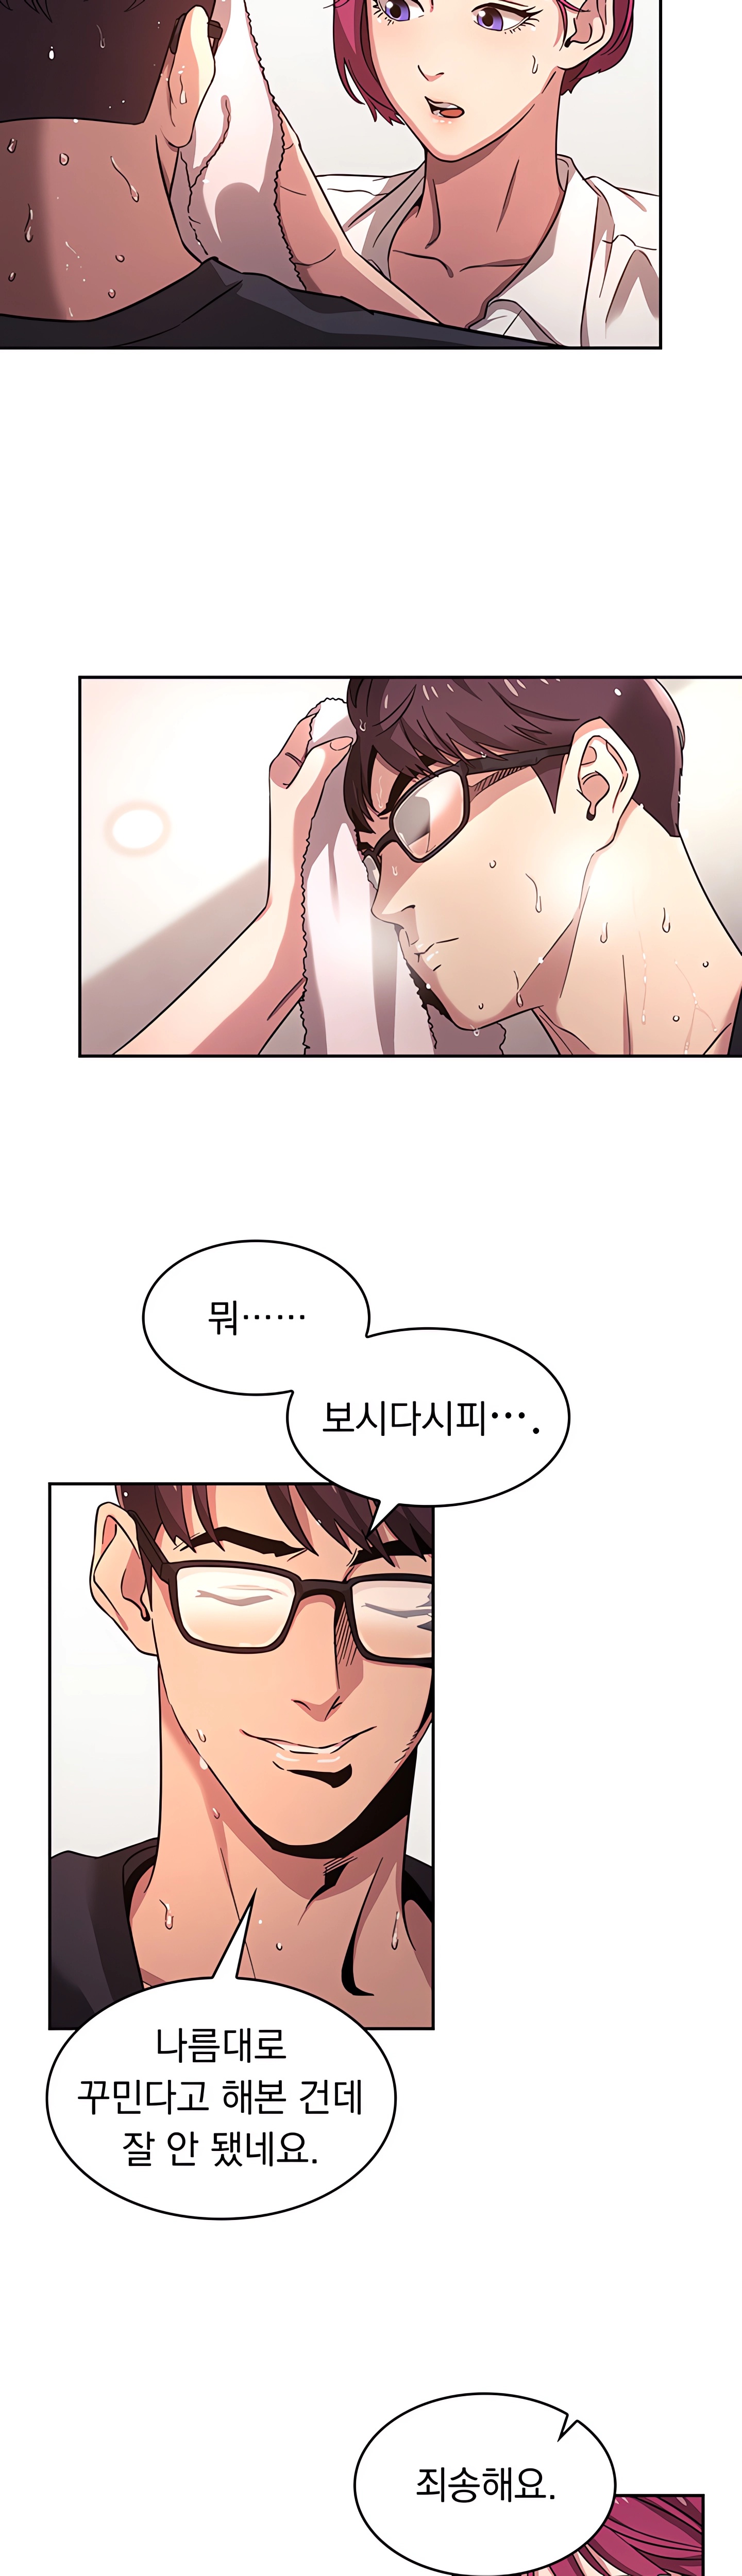 뭐……
보시다시피….
나름대로
꾸민다고 해본 건데
잘 안 됐네요.
죄송해요.